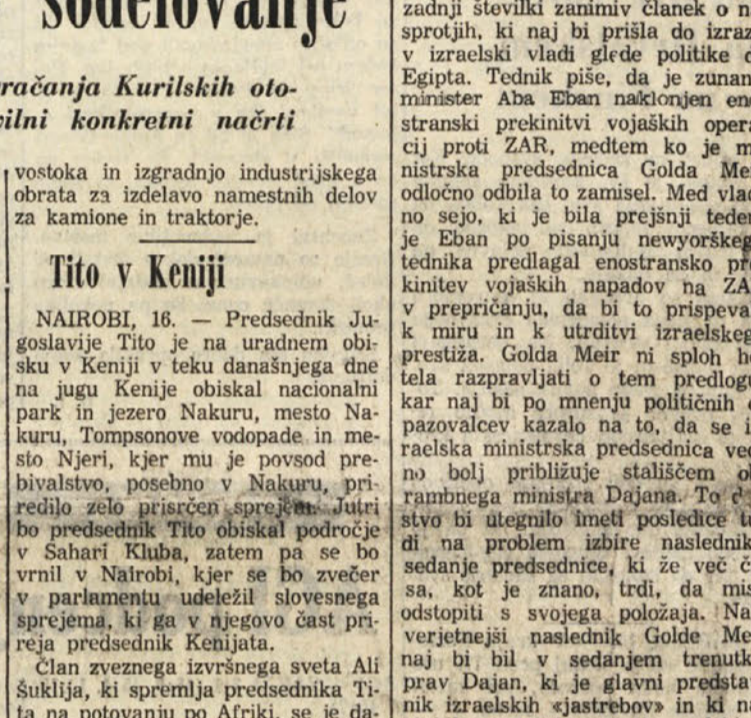 sodelovanje
račanja Kurilskih oto-
vilni konkretni načrti
vostoka in izgradnjo industrijskega
obrata za izdelavo namestnih delov
za kamione in traktorje.
Tito v Keniji
NAIROBI, 16. — Predsednik Ju-
goslavije Tito je na uradnem obi-
sku v Keniji v teku današnjega dne
na jugu Kenije obiskal nacionalni
park in jezero Nakuru, mesto Na-
kuru, Tompsonove vodopade in me-
sto Njeri, kjer mu je povsod pre-
bivalstvo, posebno v Nakuru, pri-
redilo zelo prisrčen sprejem. Jutri
bo predsednik Tito obiskal področje
v Sahari Kluba, zatem pa se bo
vrnil v Nairobi, kjer se bo zvečer
v parlamentu udeležil slovesnega
sprejema, ki ga v njegovo čast pri-
reja predsednik Kenijata.
Član zveznega izvršnega sveta Ali
Šuklija, ki spremlja predsednika Ti-
ta na potovanju po Afriki, se je da-
zadnji številki zanimiv članek o n
sprotjih, ki naj bi prišla do izraz
v izraelski vladi glede politike d
Egipta. Tednik piše, da je zunan
minister Aba Eban naklonjen eno
stranski prekinitvi vojaških opera
cij proti ZAR, medtem ko je m
nistrska predsednica Golda Me
odločno odbila to zamisel. Med vlad
no sejo, ki je bila prejšnji teden
je Eban po pisanju newyorškeg
tednika predlagal enostransko pre
kinitev vojaških napadov na ZA
v prepričanju, da bi to prispeva
k miru in k utrditvi izraelskeg
prestiža. Golda Meir ni sploh ho
tela razpravljati o tem predlogu
kar naj bi po mnenju političnih o
pazovalcev kazalo na to, da se i
raelska ministrska predsednica ved
no bolj približuje stališčem ob
rambnega ministra Dajana. To d
stvo bi utegnilo imeti posledice tu
di na problem izbire naslednik
sedanje predsednice, ki že več č
sa, kot je znano, trdi, da mis
odstopiti s svojega položaja. Na
verjetnejši naslednik Golde Me
naj bi bil v sedanjem trenutk
prav Dajan, ki je glavni predsta
nik izraelskih «jastrebov» in ki n